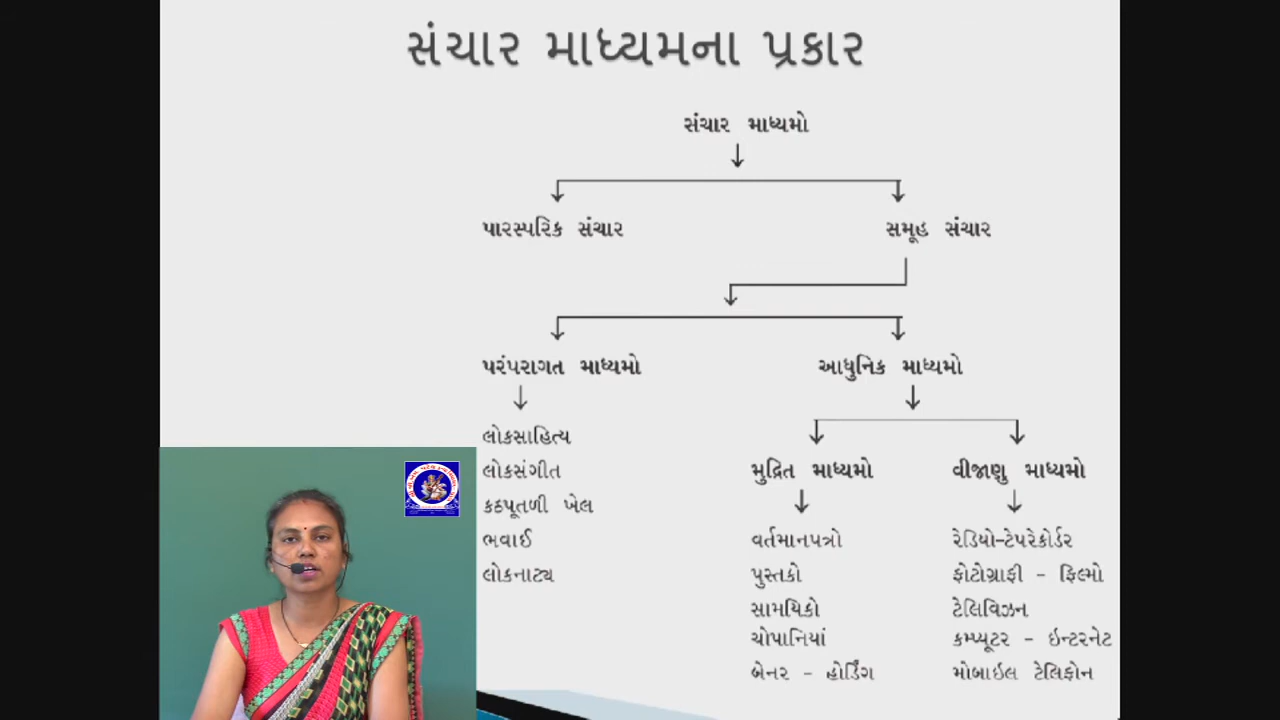 સંચાર માધ્યમના પ્રકાર
સંચાર માધ્યમો
પારસ્પરિક સંચાર
સમૂહ સંચાર
પરંપરાગત માધ્યમો
લોકસાહિત્ય
લોકસંગીત
કઠપૂતળી ખેલ
ભવાઈ
લોકનાટ્ય
આધુનિક માધ્યમો
મુદ્રિત માધ્યમો
વર્તમાનપત્રો
પુસ્તકો
સામયિકો
ચોપાનિયાં
બેનર - હોર્ડિંગ
વીજાણુ માધ્યમો
રેડિયો-ટેપરેકોર્ડર
ફોટોગ્રાફી - ફિલ્મો
ટેલિવિઝન
કમ્પ્યૂટર - ઇન્ટરનેટ
મોબાઇલ ટેલિફોન